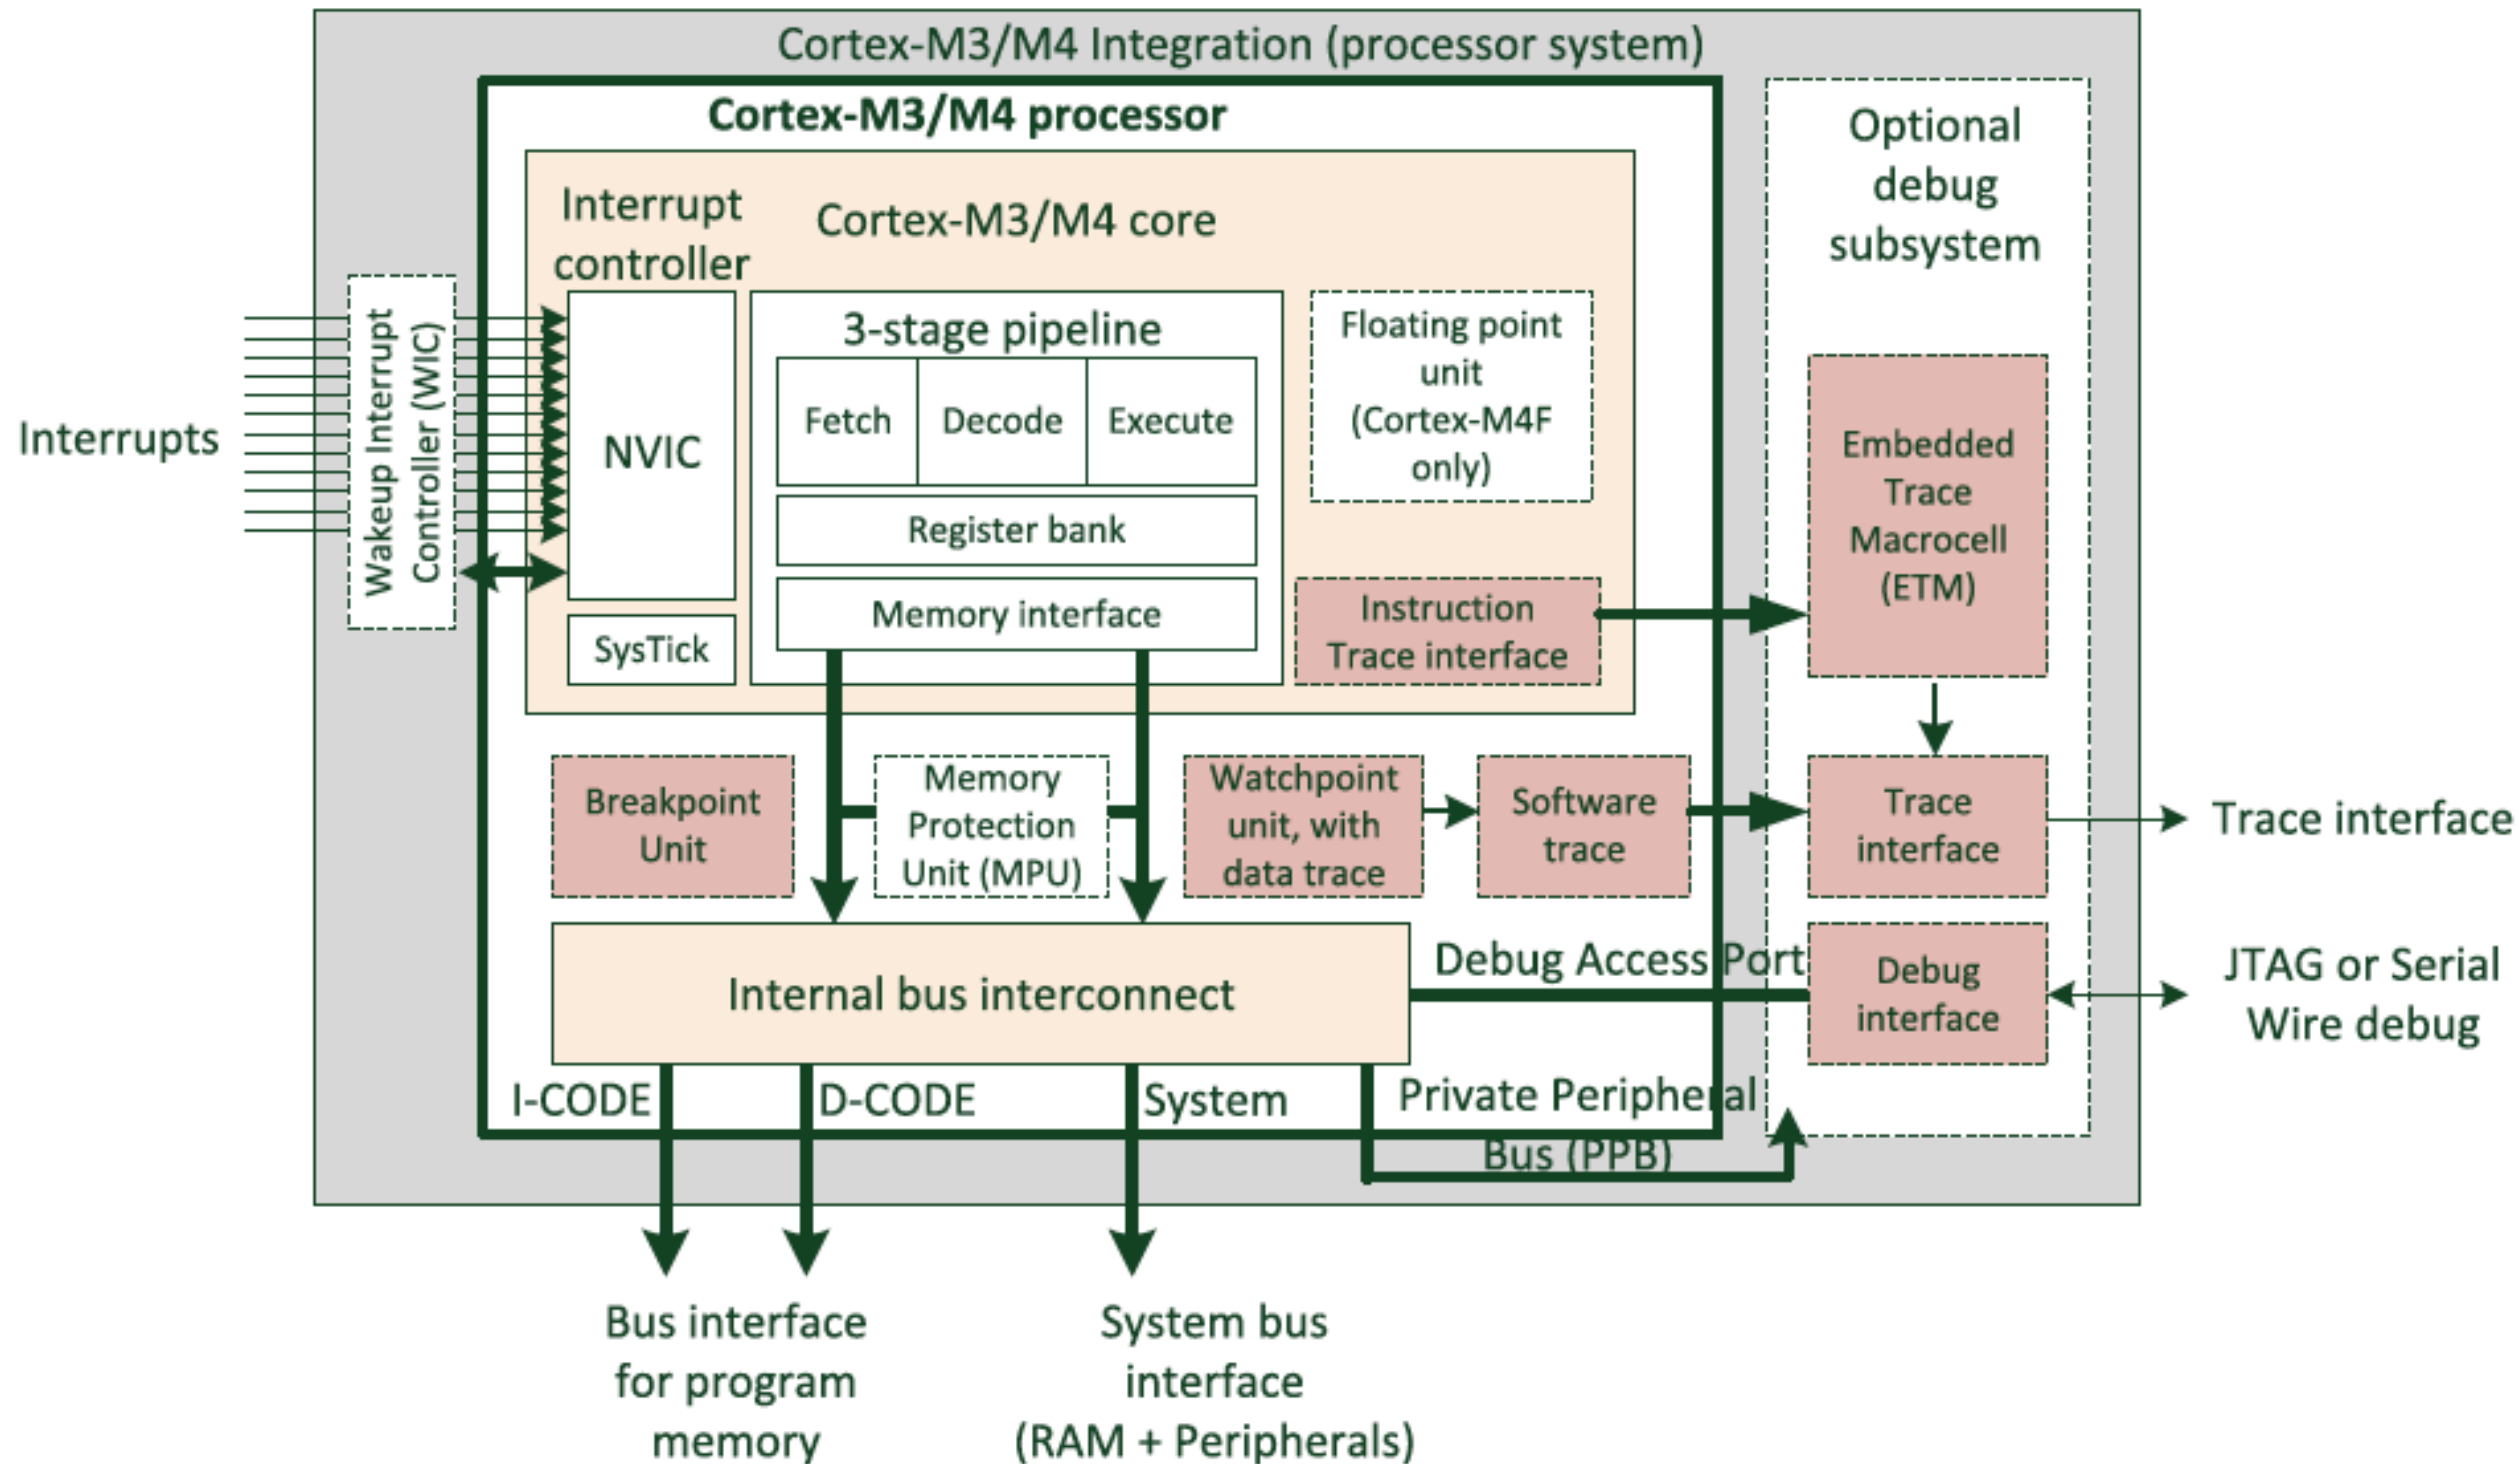 Cortex-M3/M4 Integration (processor system)
Cortex-M3/M4 processor
Optional
debug
subsystem
Interrupt
controller
Cortex-M3/M4 core
Interrupts
Wakeup Interrupt
Controller (WIC)
NVIC
SysTick
3-stage pipeline
Fetch
Decode
Execute
Register bank
Memory interface
Floating point
unit
(Cortex-M4F
only)
Instruction
Trace interface
Embedded
Trace
Macrocell
(ETM)
Breakpoint
Unit
Memory
Protection
Unit (MPU)
Watchpoint
unit, with
data trace
Software
trace
Trace
interface
Trace interface
Internal bus interconnect
Debug Access Port
Debug
interface
JTAG or Serial
Wire debug
I-CODE
D-CODE
System
Private Peripheral
Bus (PPB)
Bus interface
for program
memory
System bus
interface
(RAM + Peripherals)